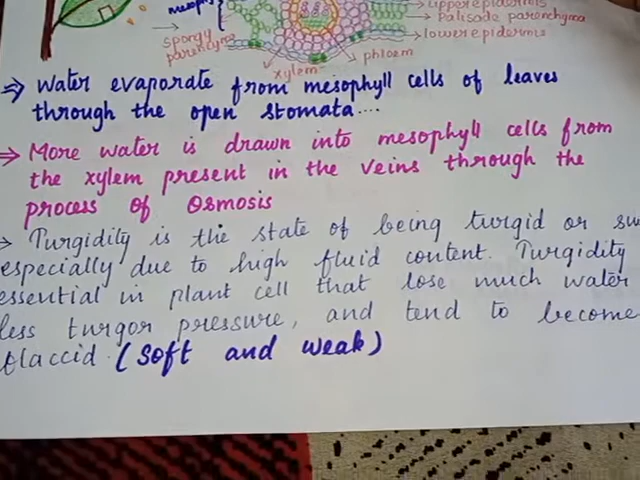 mesophyll
upper epidermis
Palisade parenchyma
lower epidermis
spongy
parenchyma
phloem
xylem
⇒ Water evaporate from mesophyll cells of leaves
through the open stomata....
⇒ More water is drawn into mesophyll cells from
the xylem present in the veins through the
process of Osmosis
→ Turgidity is the state of being turgid or sw
especially due to high fluid content. Turgidity
essential in plant cell that lose much water
less turgor pressure, and tend to become
flaccid. (Soft and weak)